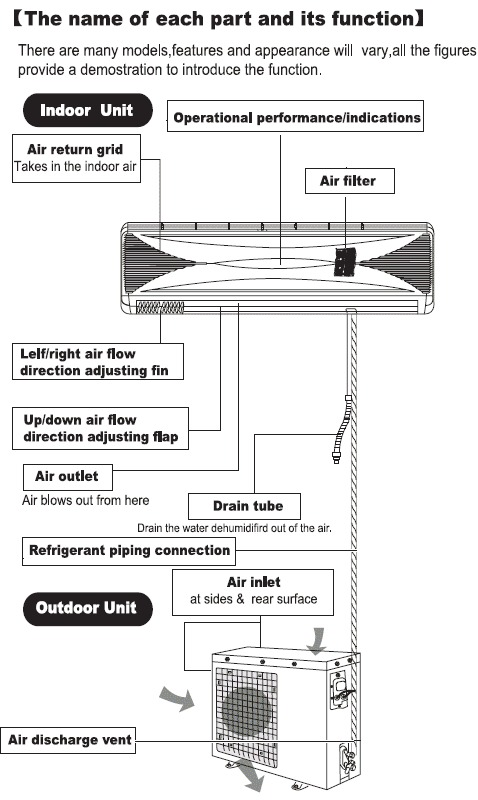 【The name of each part and its function】
There are many models,features and appearance will vary,all the figures
provide a demostration to introduce the function.
Indoor Unit
Operational performance/indications
Air return grid
Takes in the indoor air
Air filter
Lelf/right air flow
direction adjusting fin
Up/down air flow
direction adjusting flap
Air outlet
Air blows out from here
Drain tube
Drain the water dehumidifird out of the air.
Refrigerant piping connection
Air inlet
at sides & rear surface
Outdoor Unit
Air discharge vent